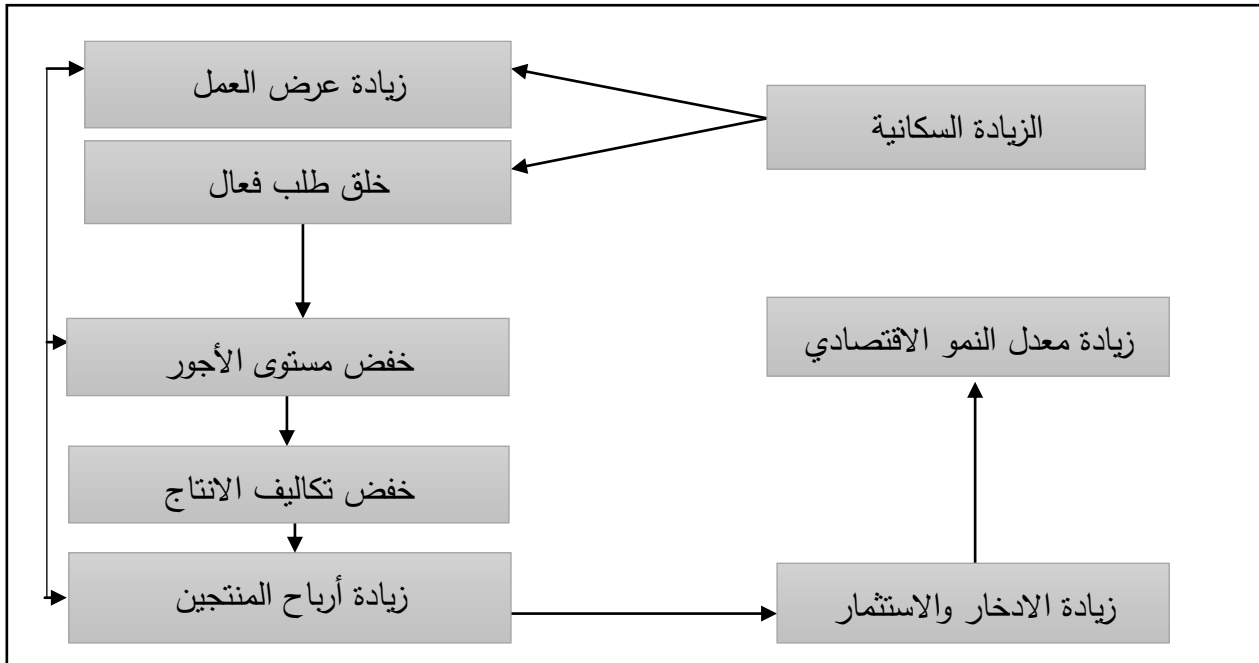 زيادة عرض العمل
الزيادة السكانية
خلق طلب فعال
خفض مستوى الأجور
زيادة معدل النمو الاقتصادي
خفض تكاليف الانتاج
زيادة أرباح المنتجين
زيادة الادخار والاستثمار